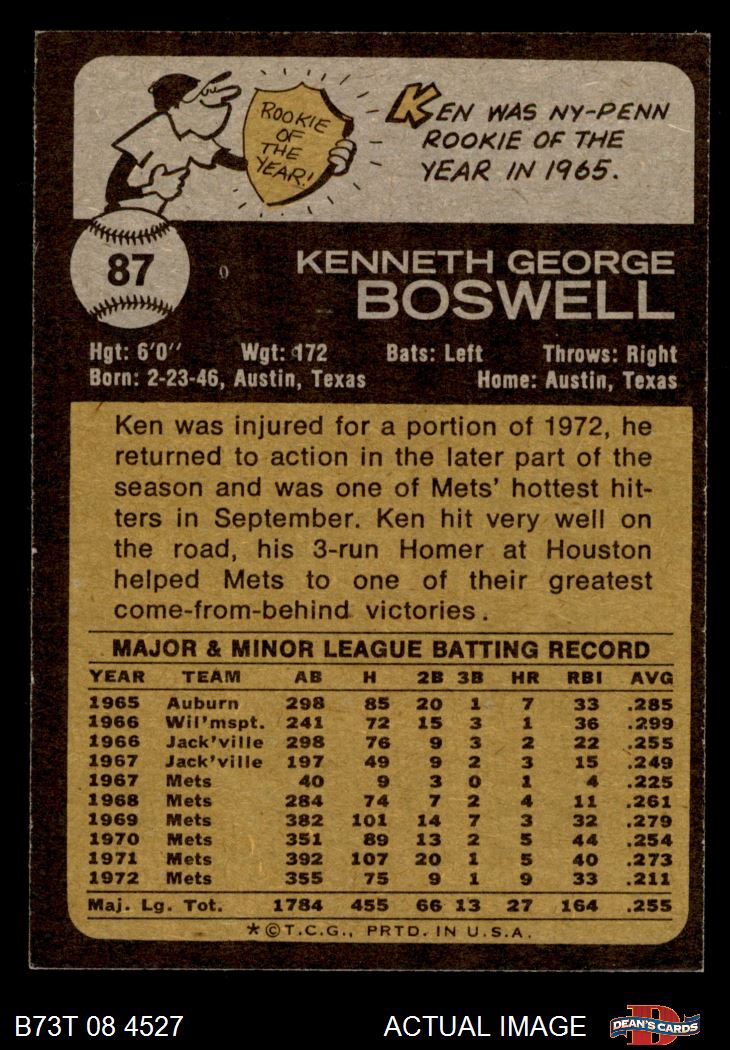 ROOKIE
OF
THE
YEAR!
KEN WAS NY-PENN
ROOKIE OF THE
YEAR IN 1965.
87
KENNETH GEORGE
BOSWELL
Hgt: 6'0" Wgt: 172 Bats: Left Throws: Right
Born: 2-23-46, Austin, Texas Home: Austin, Texas
Ken was injured for a portion of 1972, he
returned to action in the later part of the
season and was one of Mets' hottest hit-
ters in September. Ken hit very well on
the road, his 3-run Homer at Houston
helped Mets to one of their greatest
come-from-behind victories.
MAJOR & MINOR LEAGUE BATTING RECORD
YEAR TEAM AB H 2B 3B HR RBI AVG
1965 Auburn 298 85 20 1 7 33 .285
1966 Wil'mspt. 241 72 15 3 1 36 .299
1966 Jack'ville 298 76 9 3 2 22 .255
1967 Jack'ville 197 49 9 2 3 15 .249
1967 Mets 40 9 3 0 1 4 .225
1968 Mets 284 74 7 2 4 11 .261
1969 Mets 382 101 14 7 3 32 .279
1970 Mets 351 89 13 2 5 44 .254
1971 Mets 392 107 20 1 5 40 .273
1972 Mets 355 75 9 1 9 33 .211
Maj. Lg. Tot. 1784 455 66 13 27 164 .255
*©T.C.G., PRTD. IN U.S.A.
B73T 08 4527 ACTUAL IMAGE DEAN'S CARDS